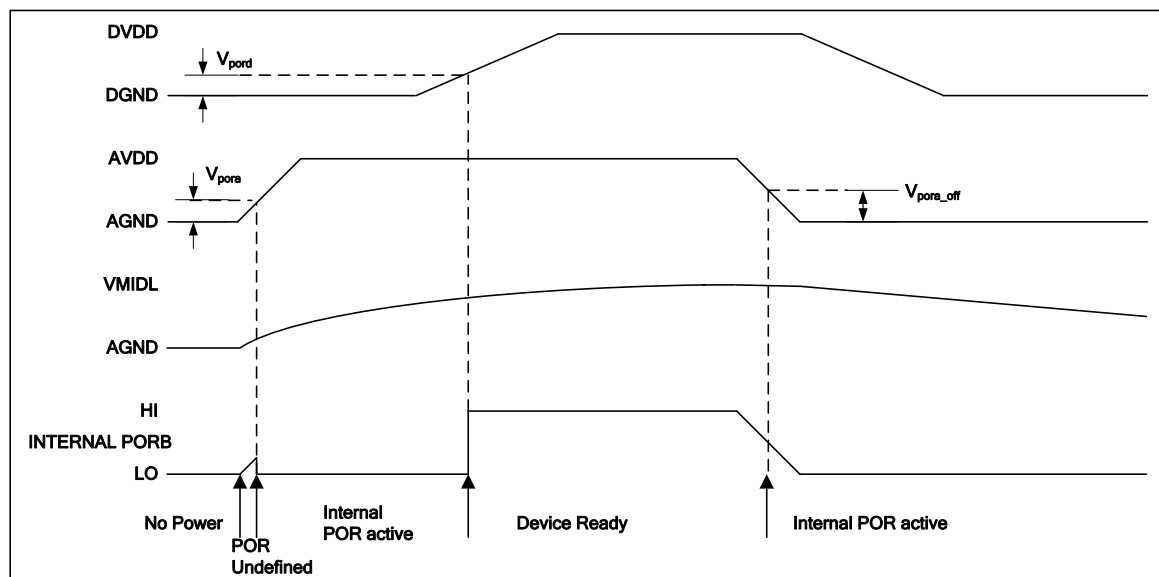 DVDD
Vpord
DGND
AVDD
Vpora
Vpora_off
AGND
VMIDL
AGND
HI
INTERNAL PORB
LO
No Power
POR
Undefined
Internal
POR active
Device Ready
Internal POR active